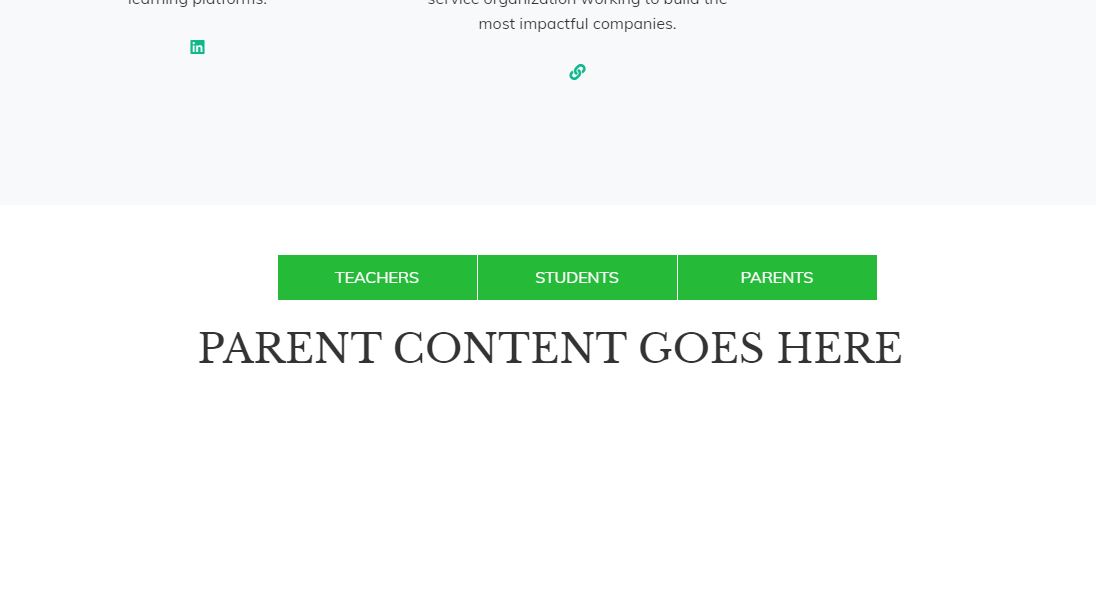 learning platforms.
service organization working to build the
most impactful companies.
TEACHERS
STUDENTS
PARENTS
PARENT CONTENT GOES HERE